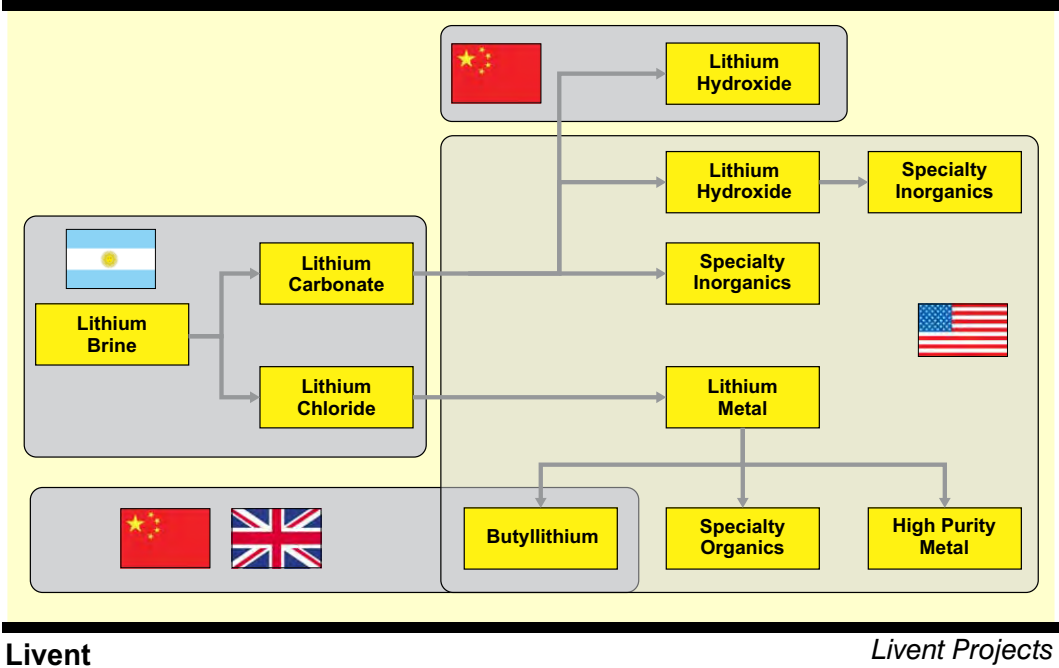 Lithium
Hydroxide
Lithium
Hydroxide
Specialty
Inorganics
Lithium
Carbonate
Specialty
Inorganics
Lithium
Brine
Lithium
Chloride
Lithium
Metal
Butyllithium
Specialty
Organics
High Purity
Metal
Livent
Livent Projects